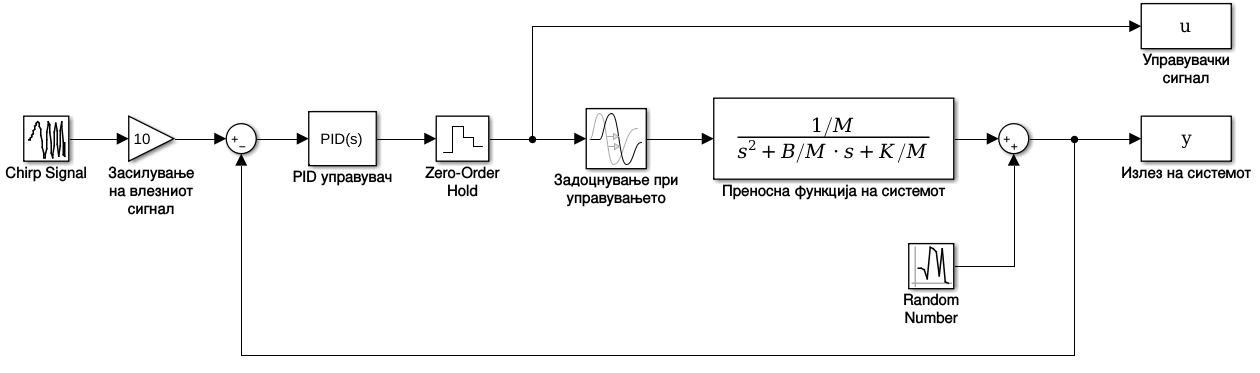 u
Управувачки
сигнал
Chirp Signal
10
Засилување
на влезниот
сигнал
+
−
PID(s)
PID управувач
Zero-Order
Hold
Задоцнување при
управувањето
1/M
s² + B/M · s + K/M
Преносна функција на системот
+
+
y
Излез на системот
Random
Number